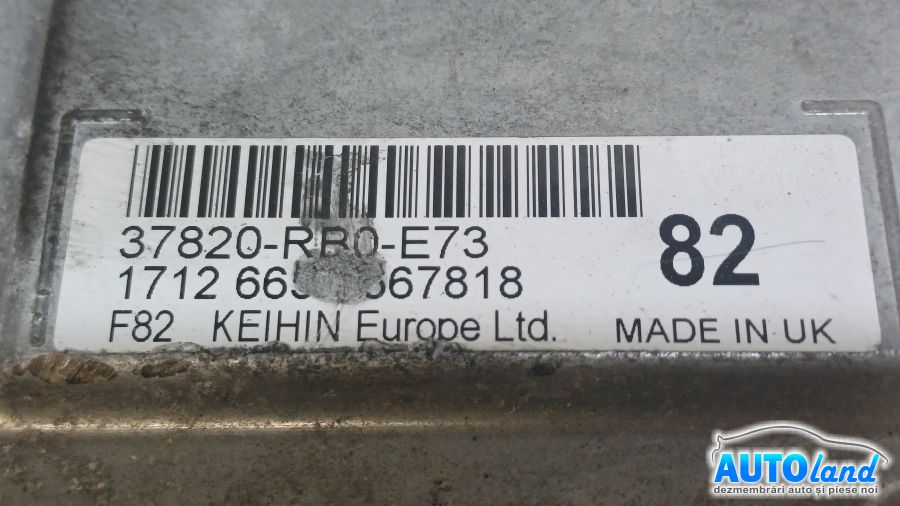 37820-RB0-E73
82
1712
F82 KEIHIN Europe Ltd.
MADE IN UK
AUTOland
dezmembrări auto și piese noi